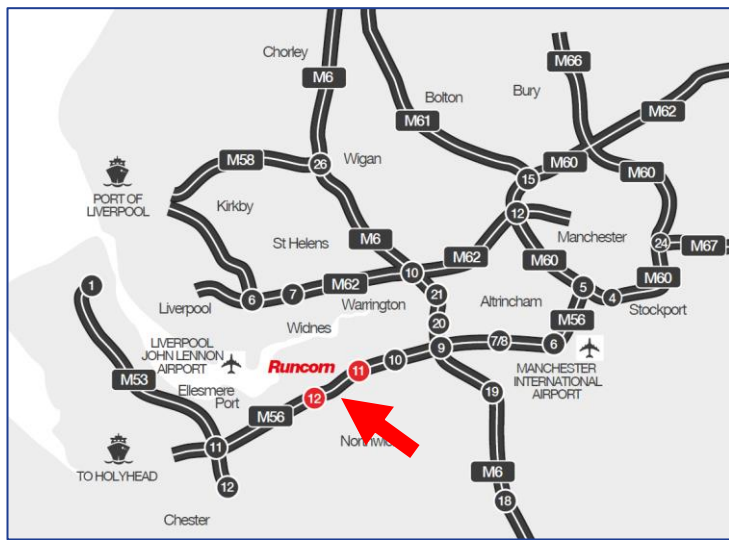 Chorley
M6
M66
Bury
Bolton
M61
M62
M58
26
Wigan
15
M60
M60
PORT OF
LIVERPOOL
Kirkby
12
St Helens
M6
Manchester
24
M67
M62
M60
1
10
M62
5
M60
Liverpool
6
7
21
4
Warrington
Altrincham
Stockport
Widnes
20
M56
LIVERPOOL
JOHN LENNON
AIRPORT
Runcorn
9
7/8
6
11
10
MANCHESTER
INTERNATIONAL
AIRPORT
M53
Ellesmere
Port
12
19
M56
11
TO HOLYHEAD
12
M6
18
Chester